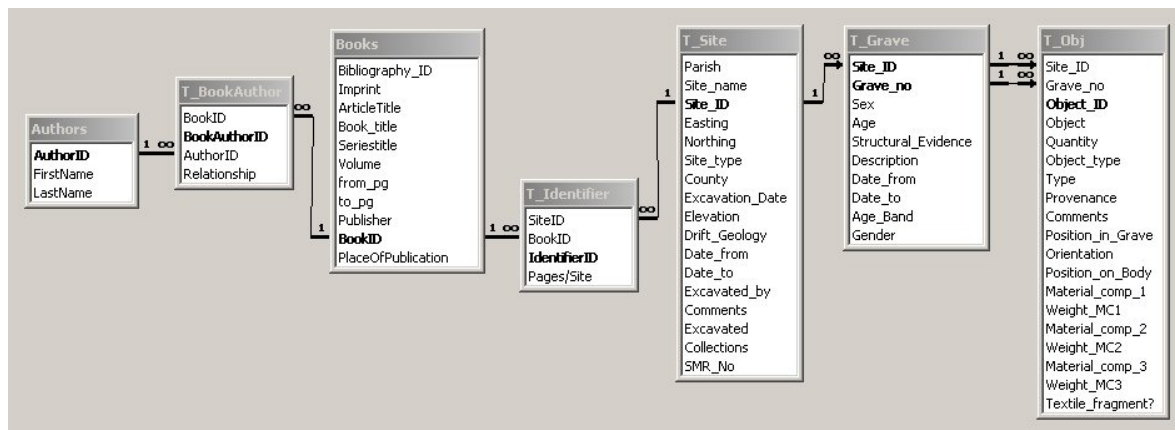 Authors
AuthorID
FirstName
LastName
1 ∞
T_BookAuthor
BookID
BookAuthorID
AuthorID
Relationship
∞
1
Books
Bibliography_ID
Imprint
ArticleTitle
Book_title
Seriestitle
Volume
from_pg
to_pg
Publisher
BookID
PlaceOfPublication
1 ∞
T_Identifier
SiteID
BookID
IdentifierID
Pages/Site
∞
1
T_Site
Parish
Site_name
Site_ID
Easting
Northing
Site_type
County
Excavation_Date
Elevation
Drift_Geology
Date_from
Date_to
Excavated_by
Comments
Excavated
Collections
SMR_No
1
∞
T_Grave
Site_ID
Grave_no
Sex
Age
Structural_Evidence
Description
Date_from
Date_to
Age_Band
Gender
1 ∞
1 ∞
T_Obj
Site_ID
Grave_no
Object_ID
Object
Quantity
Object_type
Type
Provenance
Comments
Position_in_Grave
Orientation
Position_on_Body
Material_comp_1
Weight_MC1
Material_comp_2
Weight_MC2
Material_comp_3
Weight_MC3
Textile_fragment?